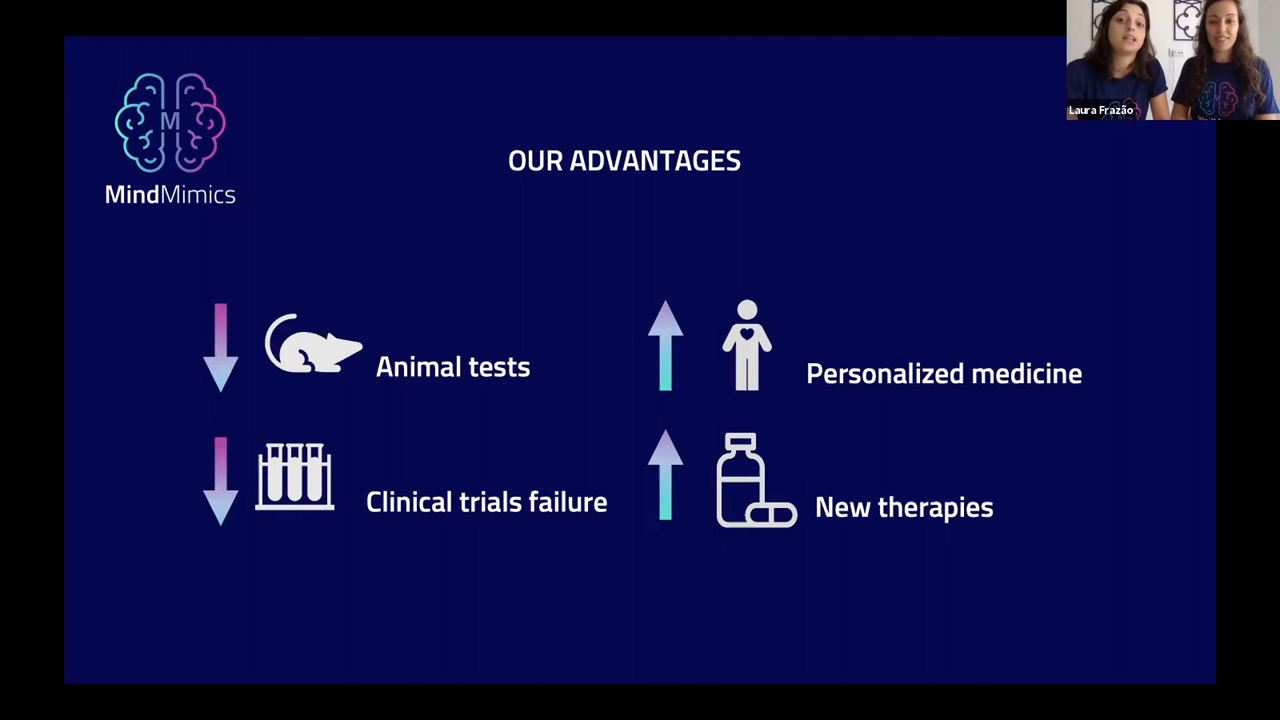 Laura Frazão
M
MindMimics
OUR ADVANTAGES
Animal tests
Personalized medicine
Clinical trials failure
New therapies